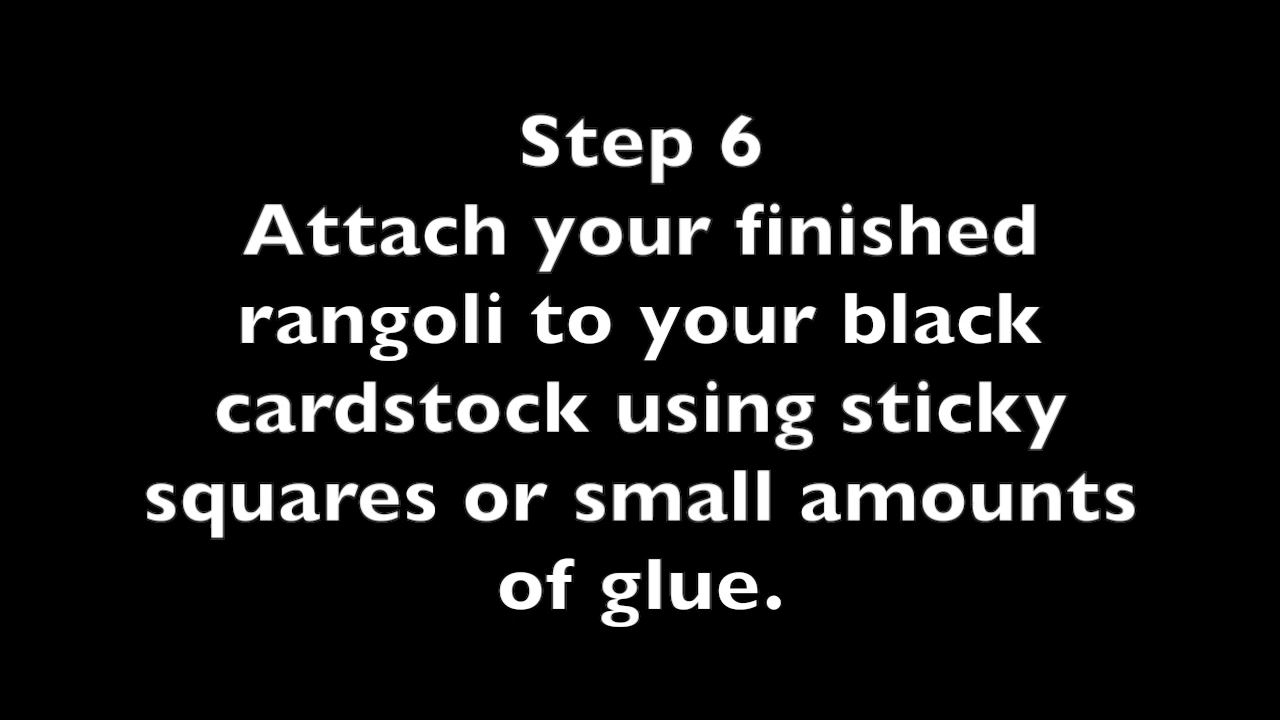 Step 6
Attach your finished
rangoli to your black
cardstock using sticky
squares or small amounts
of glue.